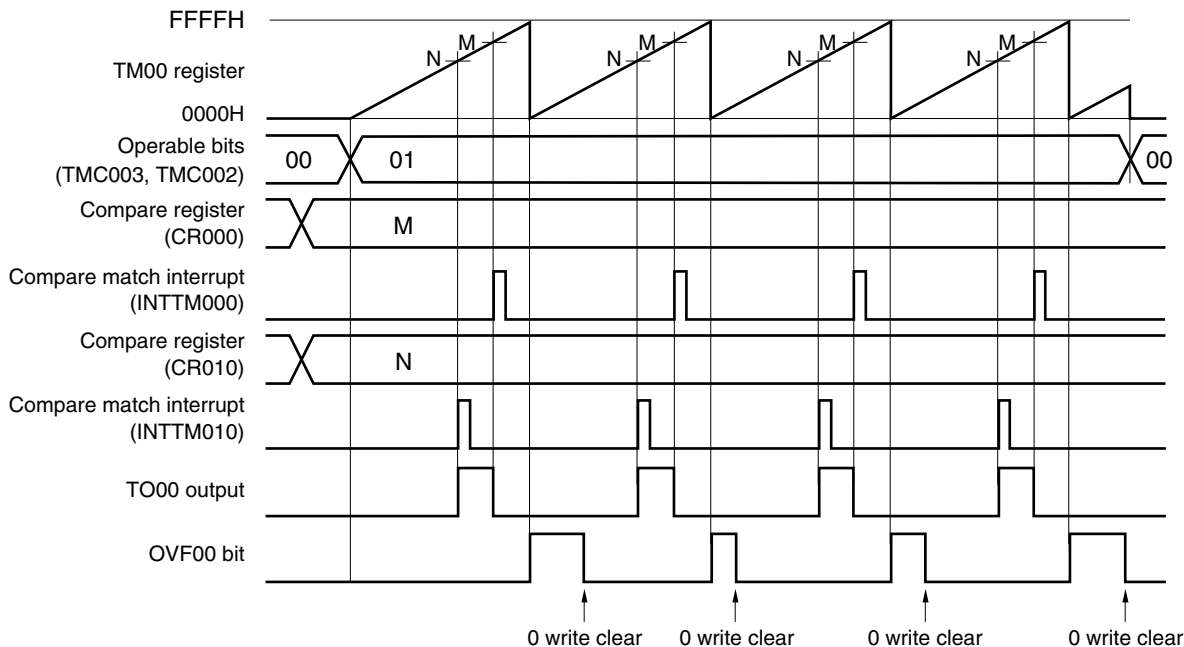 FFFFH
M M M M
N N N N
TM00 register
0000H
Operable bits
(TMC003, TMC002)
00 01 00
Compare register
(CR000)
M
Compare match interrupt
(INTTM000)
Compare register
(CR010)
N
Compare match interrupt
(INTTM010)
TO00 output
OVF00 bit
0 write clear 0 write clear 0 write clear 0 write clear